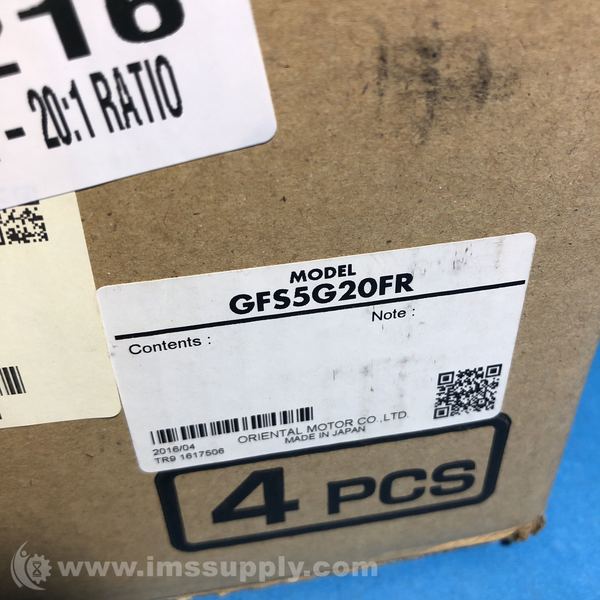 216
- 20:1 RATIO
MODEL
GFS5G20FR
Note :
Contents :
ORIENTAL MOTOR CO.,LTD.
MADE IN JAPAN
2016/04
TR9 1617506
4 PCS
www.imssupply.com